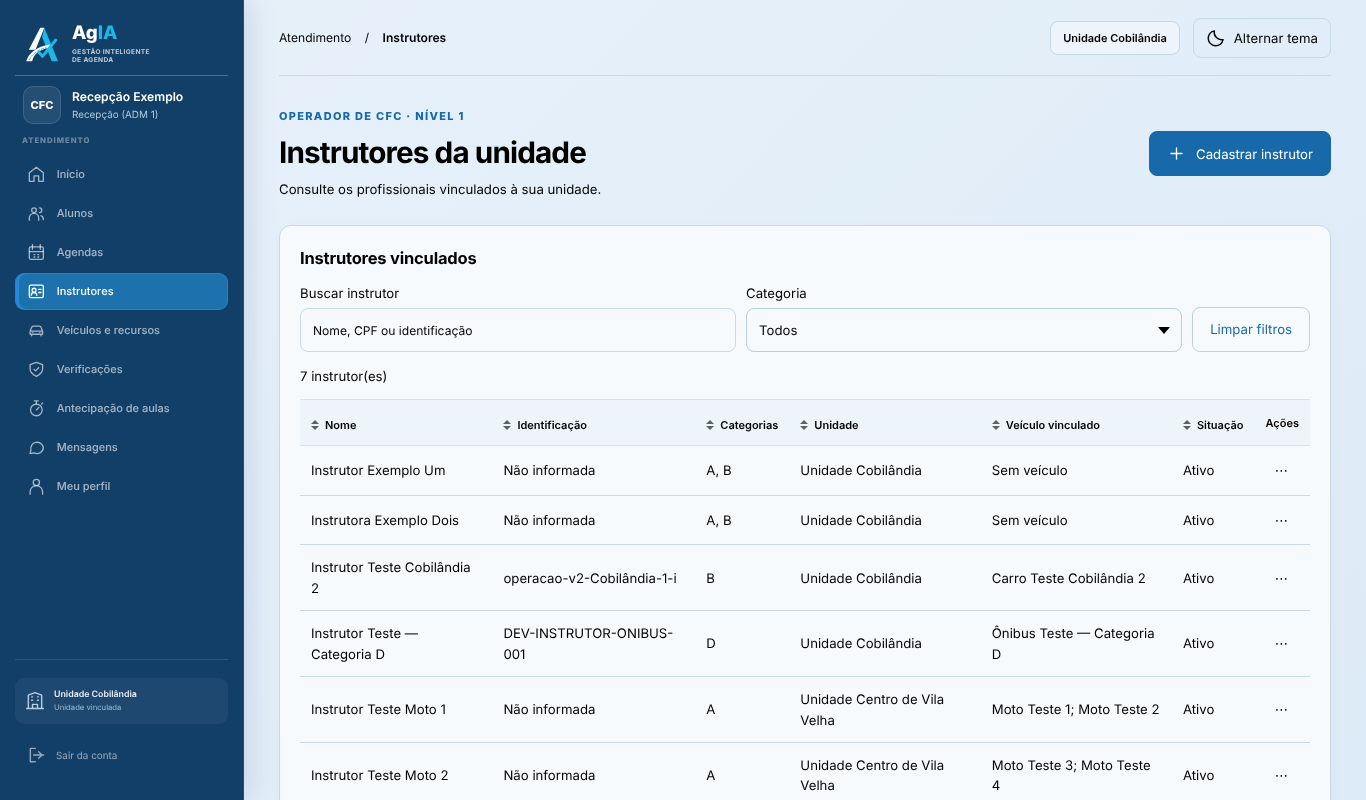 AgIA
GESTÃO INTELIGENTE
DE AGENDA
CFC
Recepção Exemplo
Recepção (ADM 1)
ATENDIMENTO
Início
Alunos
Agendas
Instrutores
Veículos e recursos
Verificações
Antecipação de aulas
Mensagens
Meu perfil
Unidade Cobilândia
Unidade vinculada
Sair da conta
Atendimento / Instrutores
Unidade Cobilândia
Alternar tema
OPERADOR DE CFC · NÍVEL 1
Instrutores da unidade
Consulte os profissionais vinculados à sua unidade.
Cadastrar instrutor
Instrutores vinculados
Buscar instrutor
Categoria
Nome, CPF ou identificação
Todos
Limpar filtros
7 instrutor(es)
Nome Identificação Categorias Unidade Veículo vinculado Situação Ações
Instrutor Exemplo Um Não informada A, B Unidade Cobilândia Sem veículo Ativo ···
Instrutora Exemplo Dois Não informada A, B Unidade Cobilândia Sem veículo Ativo ···
Instrutor Teste Cobilândia
2
operacao-v2-Cobilândia-1-i B Unidade Cobilândia Carro Teste Cobilândia 2 Ativo ···
Instrutor Teste —
Categoria D
DEV-INSTRUTOR-ONIBUS-
001
D Unidade Cobilândia
Ônibus Teste — Categoria
D
Ativo ···
Instrutor Teste Moto 1 Não informada A
Unidade Centro de Vila
Velha
Moto Teste 1; Moto Teste 2 Ativo ···
Instrutor Teste Moto 2 Não informada A
Unidade Centro de Vila
Velha
Moto Teste 3; Moto Teste
4
Ativo ···